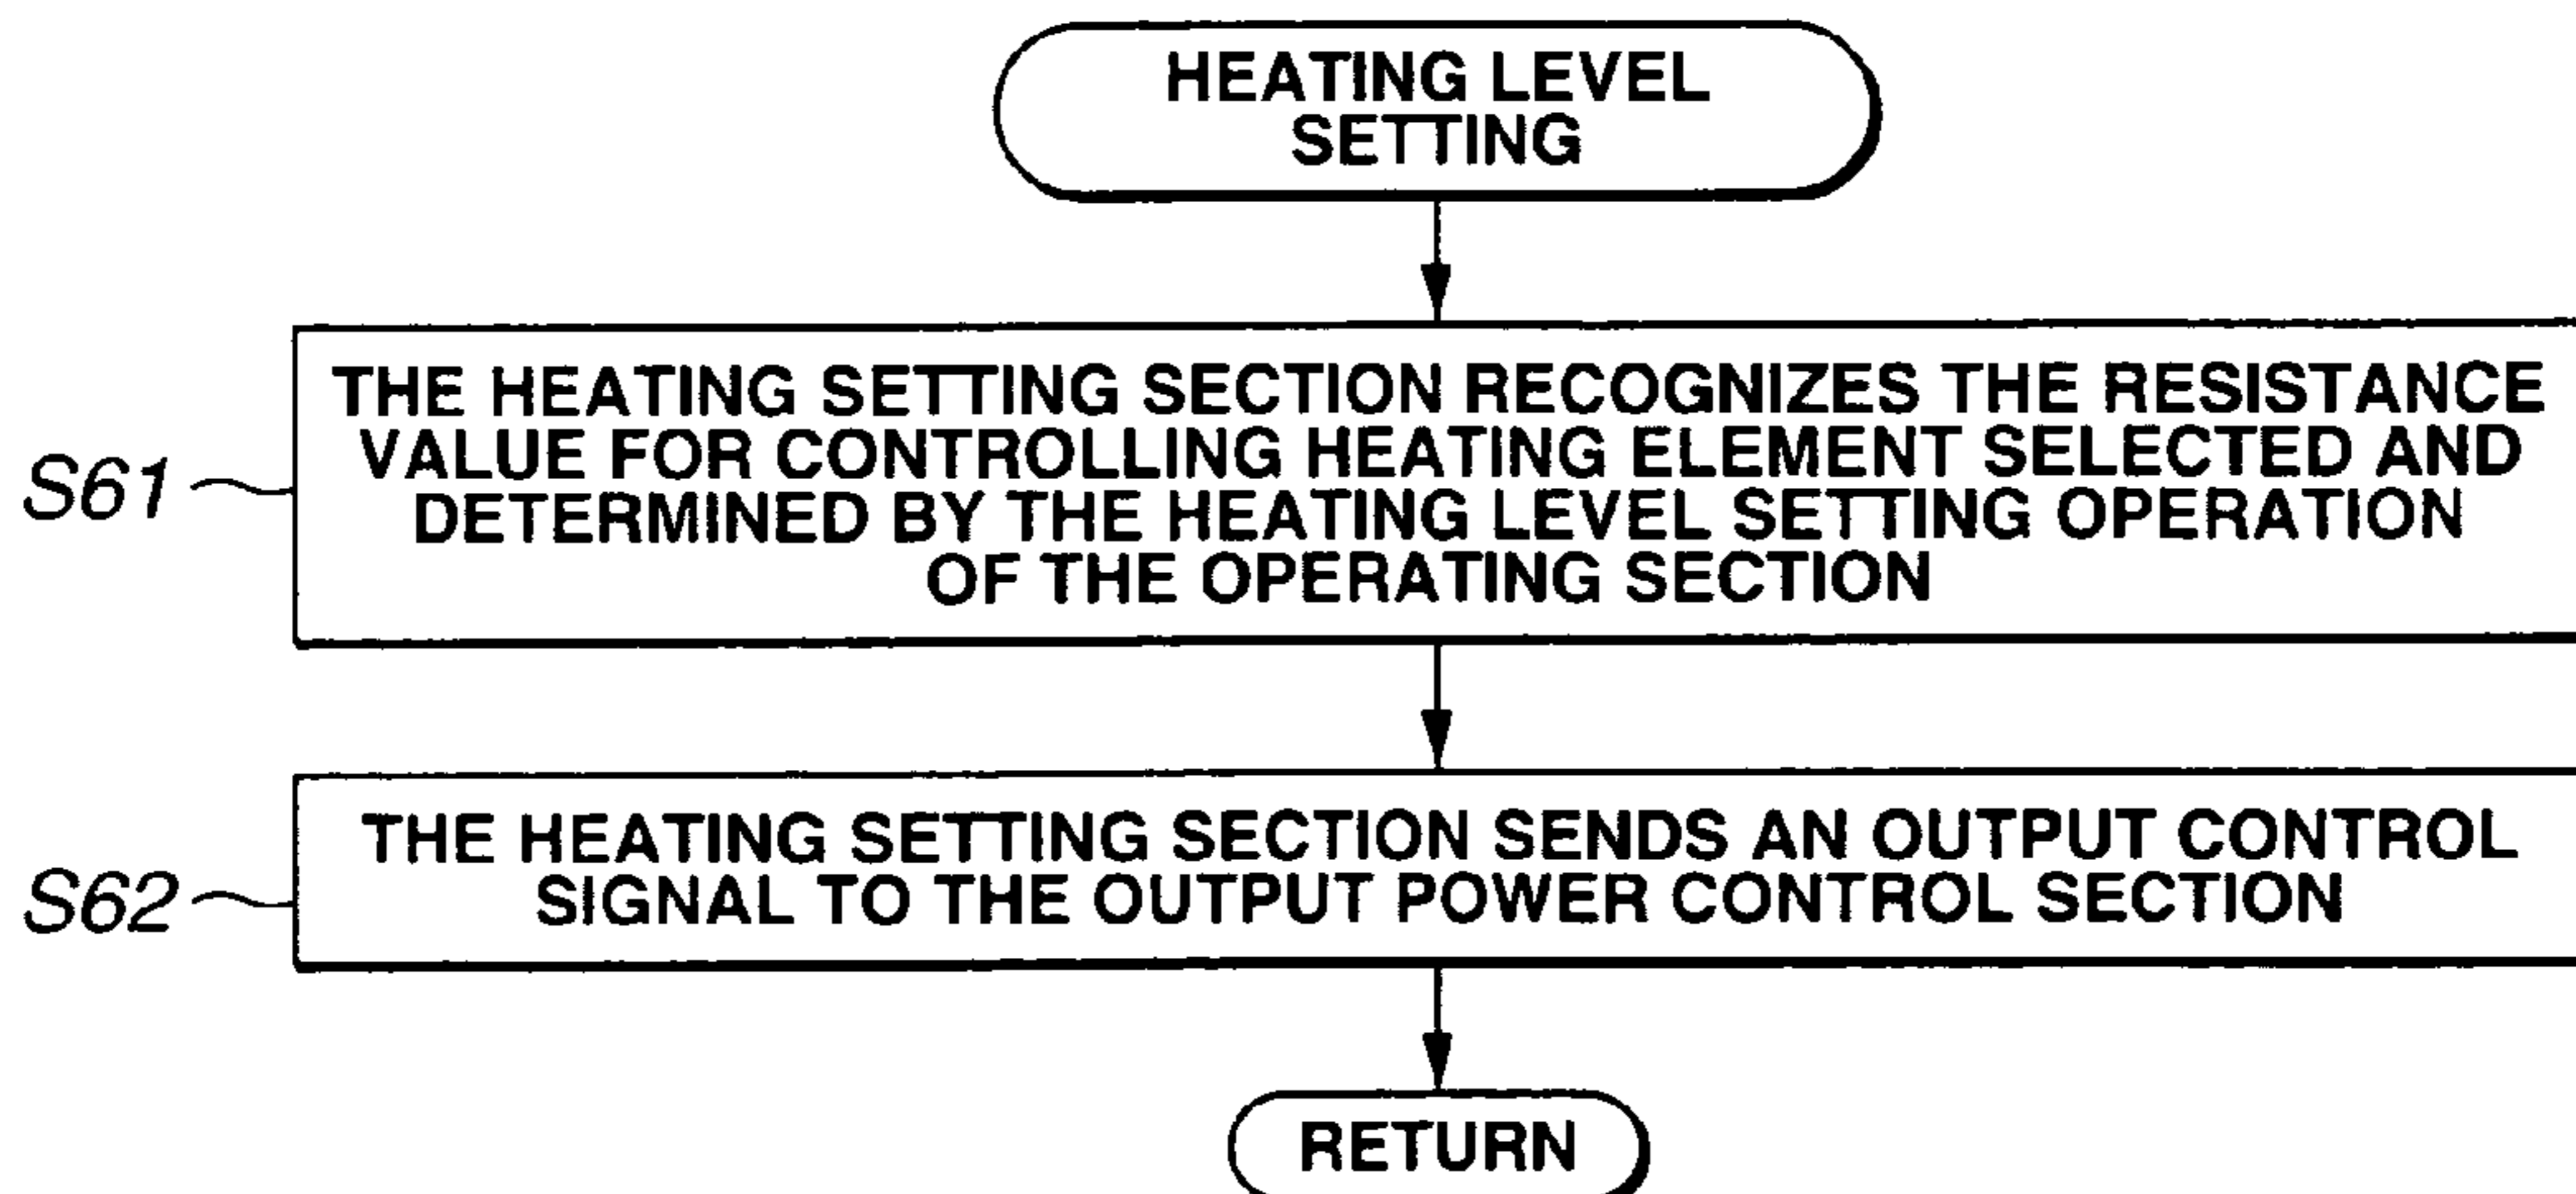 HEATING LEVEL
SETTING
S61
THE HEATING SETTING SECTION RECOGNIZES THE RESISTANCE
VALUE FOR CONTROLLING HEATING ELEMENT SELECTED AND
DETERMINED BY THE HEATING LEVEL SETTING OPERATION
OF THE OPERATING SECTION
S62
THE HEATING SETTING SECTION SENDS AN OUTPUT CONTROL
SIGNAL TO THE OUTPUT POWER CONTROL SECTION
RETURN